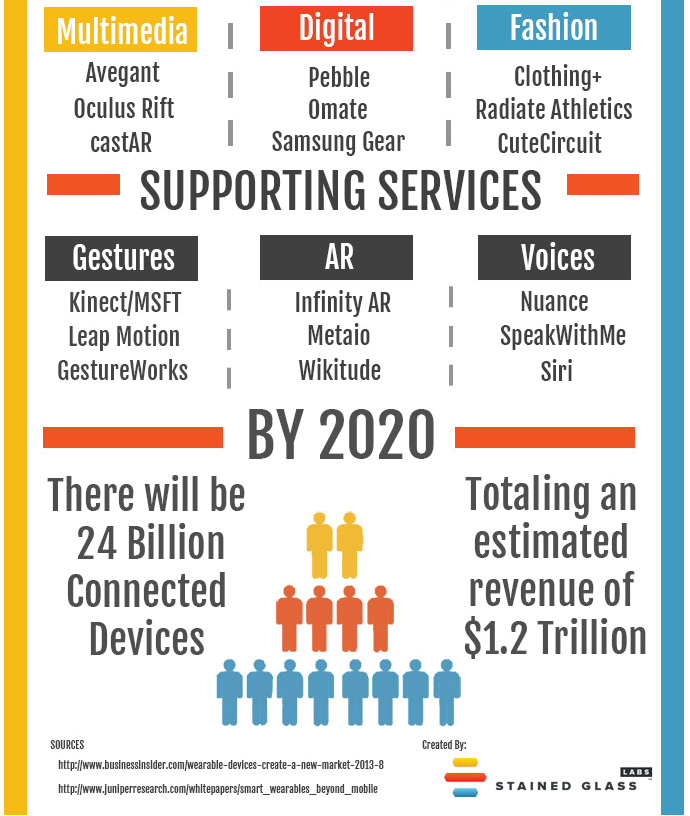 Multimedia
Digital
Fashion
Avegant
Oculus Rift
castAR
Pebble
Omate
Samsung Gear
Clothing+
Radiate Athletics
CuteCircuit
SUPPORTING SERVICES
Gestures
AR
Voices
Kinect/MSFT
Leap Motion
GestureWorks
Infinity AR
Metaio
Wikitude
Nuance
SpeakWithMe
Siri
BY 2020
There will be
24 Billion
Connected
Devices
Totaling an
estimated
revenue of
$1.2 Trillion
SOURCES
http://www.businessinsider.com/wearable-devices-create-a-new-market-2013-8
http://www.juniperresearch.com/whitepapers/smart_wearables_beyond_mobile
Created By:
LABS
STAINED GLASS